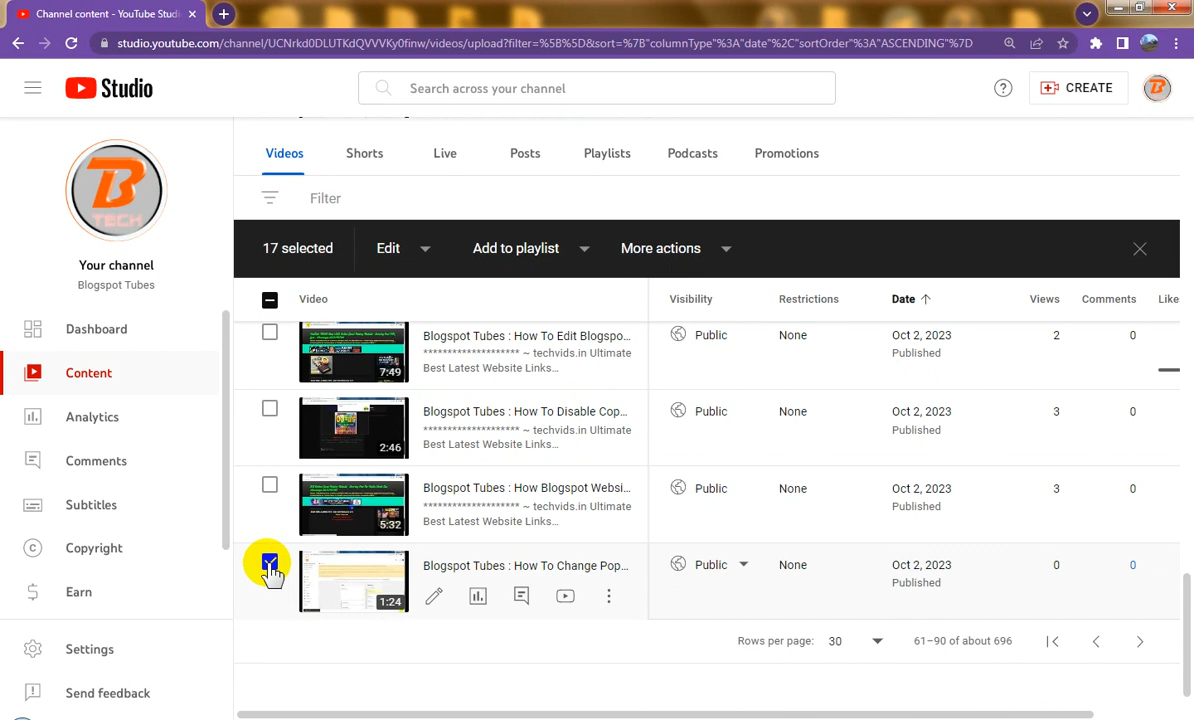 Channel content - YouTube Studi
studio.youtube.com/channel/UCNrkd0DLUTKdQVVVKy0finw/videos/upload?filter=%5B%5D&sort=%7B"columnType"%3A"date"%2C"sortOrder"%3A"ASCENDING"%7D
Studio
Search across your channel
CREATE
B
TECH
Your channel
Blogspot Tubes
Dashboard
Content
Analytics
Comments
Subtitles
Copyright
Earn
Settings
Send feedback
Videos Shorts Live Posts Playlists Podcasts Promotions
Filter
17 selected Edit Add to playlist More actions
Video Visibility Restrictions Date Views Comments Like
7:49
Blogspot Tubes : How To Edit Blogspo...
******************** ~ techvids.in Ultimate
Best Latest Website Links...
Public None Oct 2, 2023 2 0
Published
2:46
Blogspot Tubes : How To Disable Cop...
******************** ~ techvids.in Ultimate
Best Latest Website Links...
Public None Oct 2, 2023 3 0
Published
5:32
Blogspot Tubes : How Blogspot Websi...
******************** ~ techvids.in Ultimate
Best Latest Website Links...
Public None Oct 2, 2023 3 0
Published
1:24
Blogspot Tubes : How To Change Pop...
Public None Oct 2, 2023 0 0
Published
Rows per page: 30 61–90 of about 696